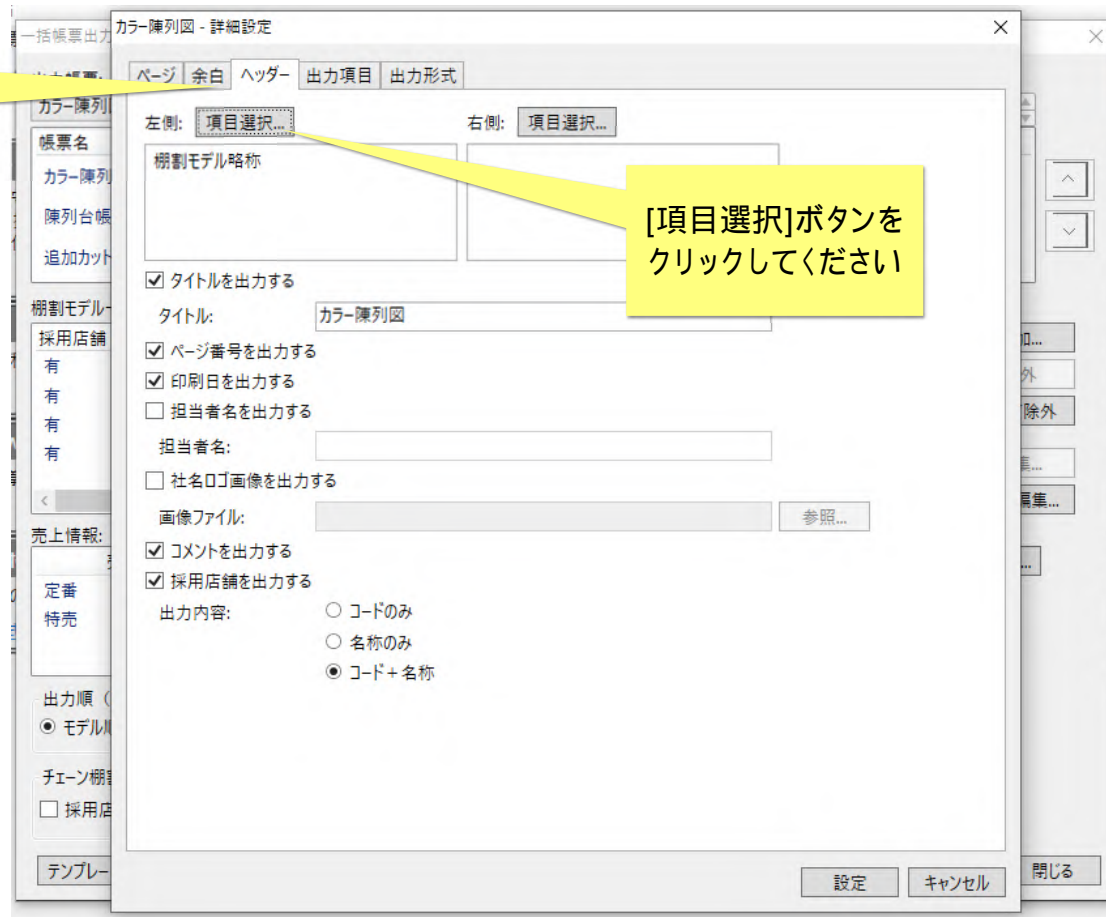 一括帳票出力
カラー陳列図 - 詳細設定
ページ 余白 ヘッダー 出力項目 出力形式
カラー陳列
左側: 項目選択... 右側: 項目選択...
帳票名
棚割モデル略称
カラー陳列
陳列台帳
追加カット
[項目選択]ボタンを
クリックしてください
タイトルを出力する
棚割モデル
タイトル: カラー陳列図
採用店舗
ページ番号を出力する
有
印刷日を出力する
外
有
担当者名を出力する
除外
有
担当者名:
有
社名ロゴ画像を出力する
画像ファイル: 参照...
編集...
売上情報:
コメントを出力する
採用店舗を出力する
定番
出力内容: コードのみ
特売
名称のみ
コード+名称
出力順（
モデル
チェーン棚
採用店
テンプレー
設定 キャンセル
閉じる